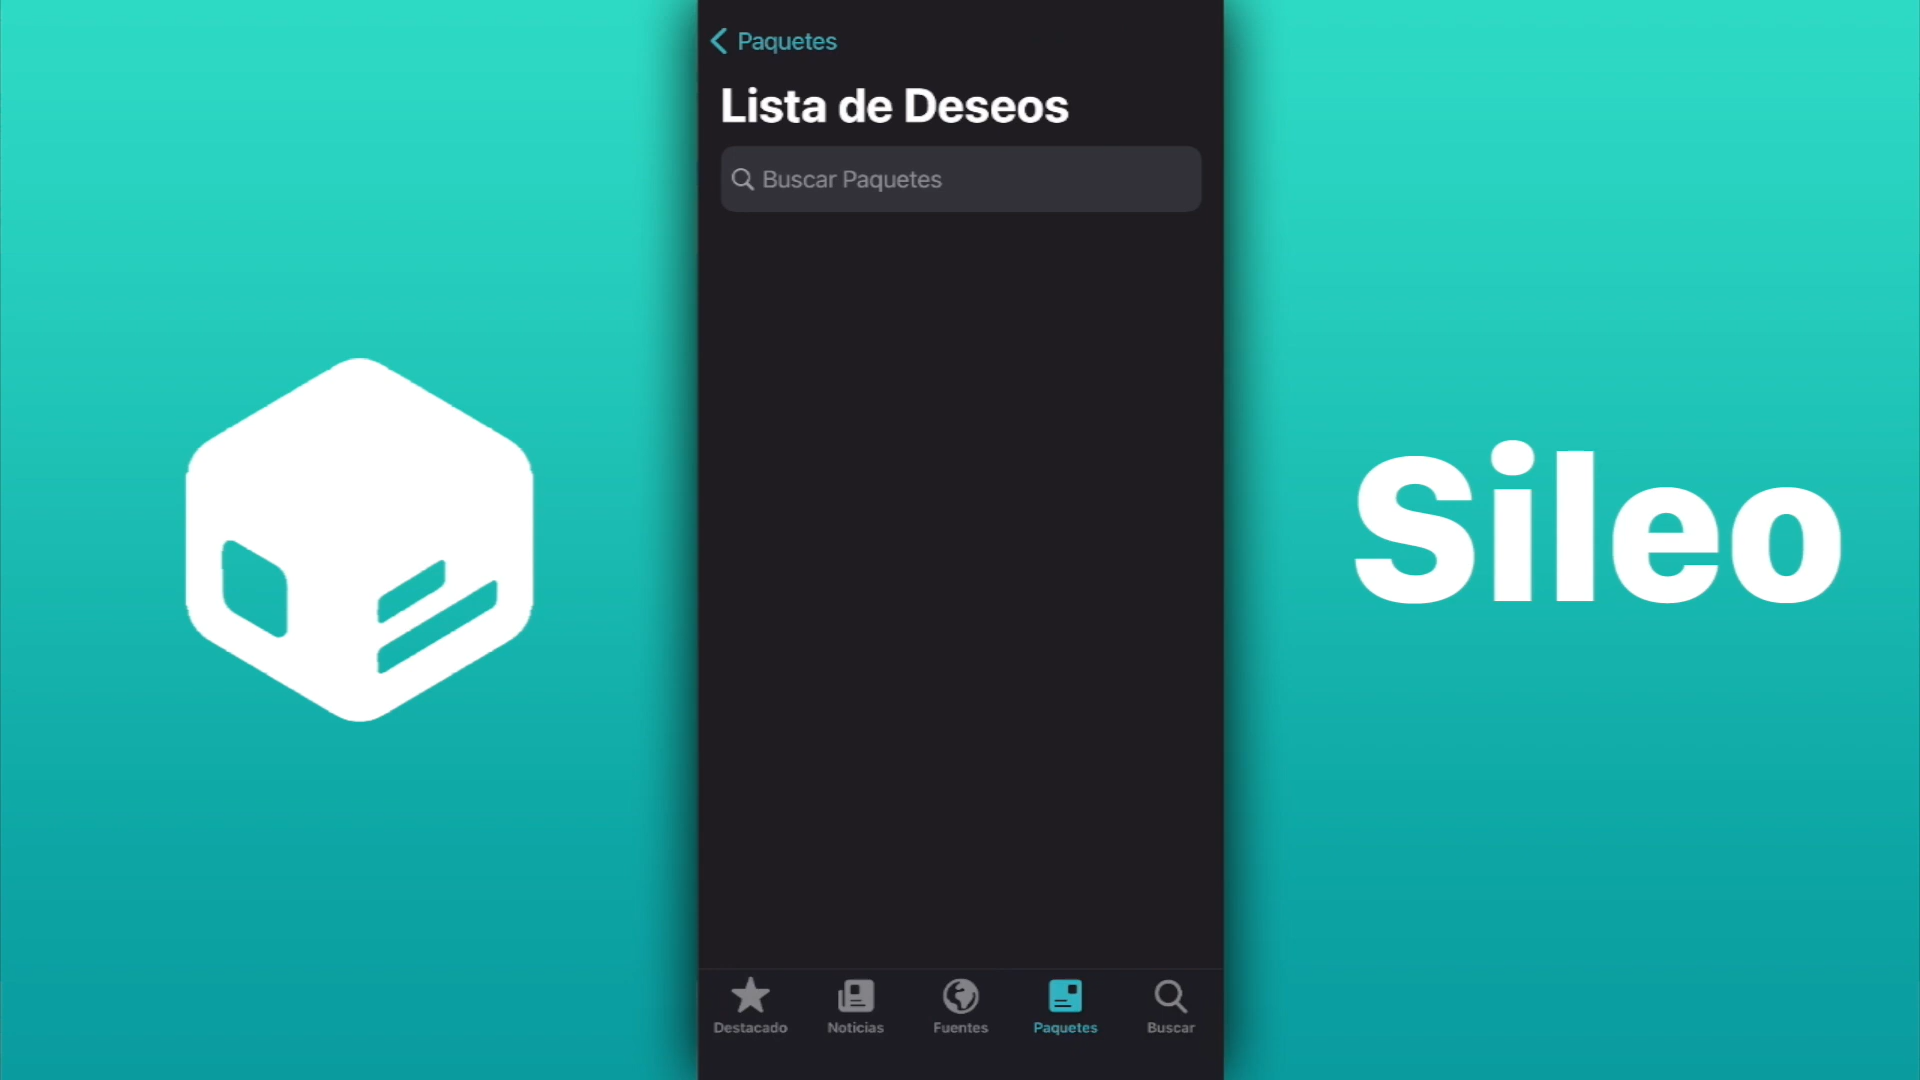 Paquetes
Lista de Deseos
Buscar Paquetes
Sileo
Destacado
Noticias
Fuentes
Paquetes
Buscar